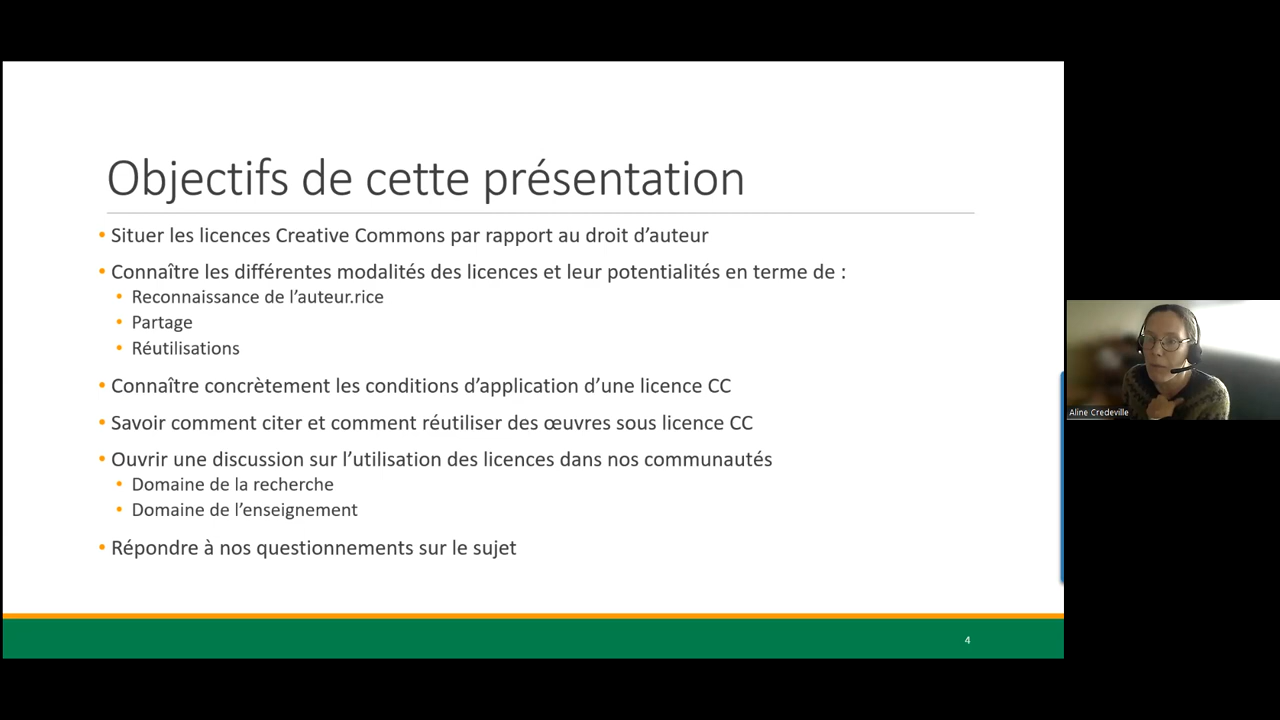 Objectifs de cette présentation
• Situer les licences Creative Commons par rapport au droit d’auteur
• Connaître les différentes modalités des licences et leur potentialités en terme de :
• Reconnaissance de l’auteur.rice
• Partage
• Réutilisations
• Connaître concrètement les conditions d’application d’une licence CC
• Savoir comment citer et comment réutiliser des œuvres sous licence CC
• Ouvrir une discussion sur l’utilisation des licences dans nos communautés
• Domaine de la recherche
• Domaine de l’enseignement
• Répondre à nos questionnements sur le sujet
4
Aline Credeville